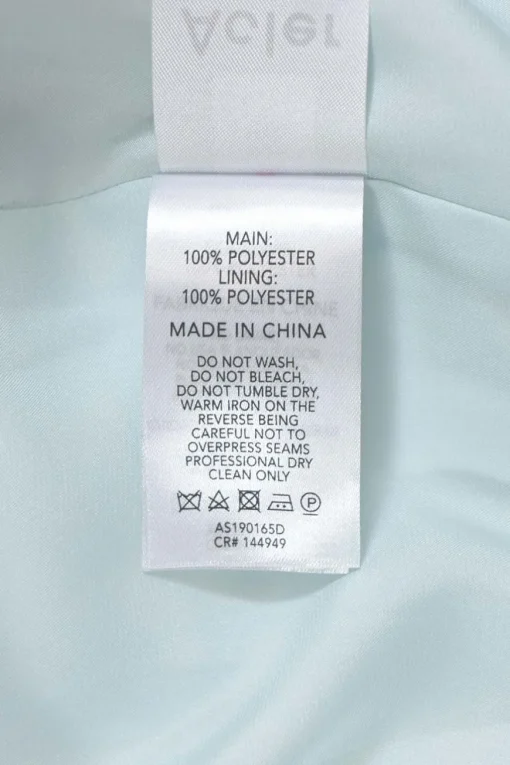 Acler
MAIN:
100% POLYESTER
LINING:
100% POLYESTER
MADE IN CHINA
DO NOT WASH,
DO NOT BLEACH,
DO NOT TUMBLE DRY,
WARM IRON ON THE
REVERSE BEING
CAREFUL NOT TO
OVERPRESS SEAMS
PROFESSIONAL DRY
CLEAN ONLY
P
AS190165D
CR# 144949